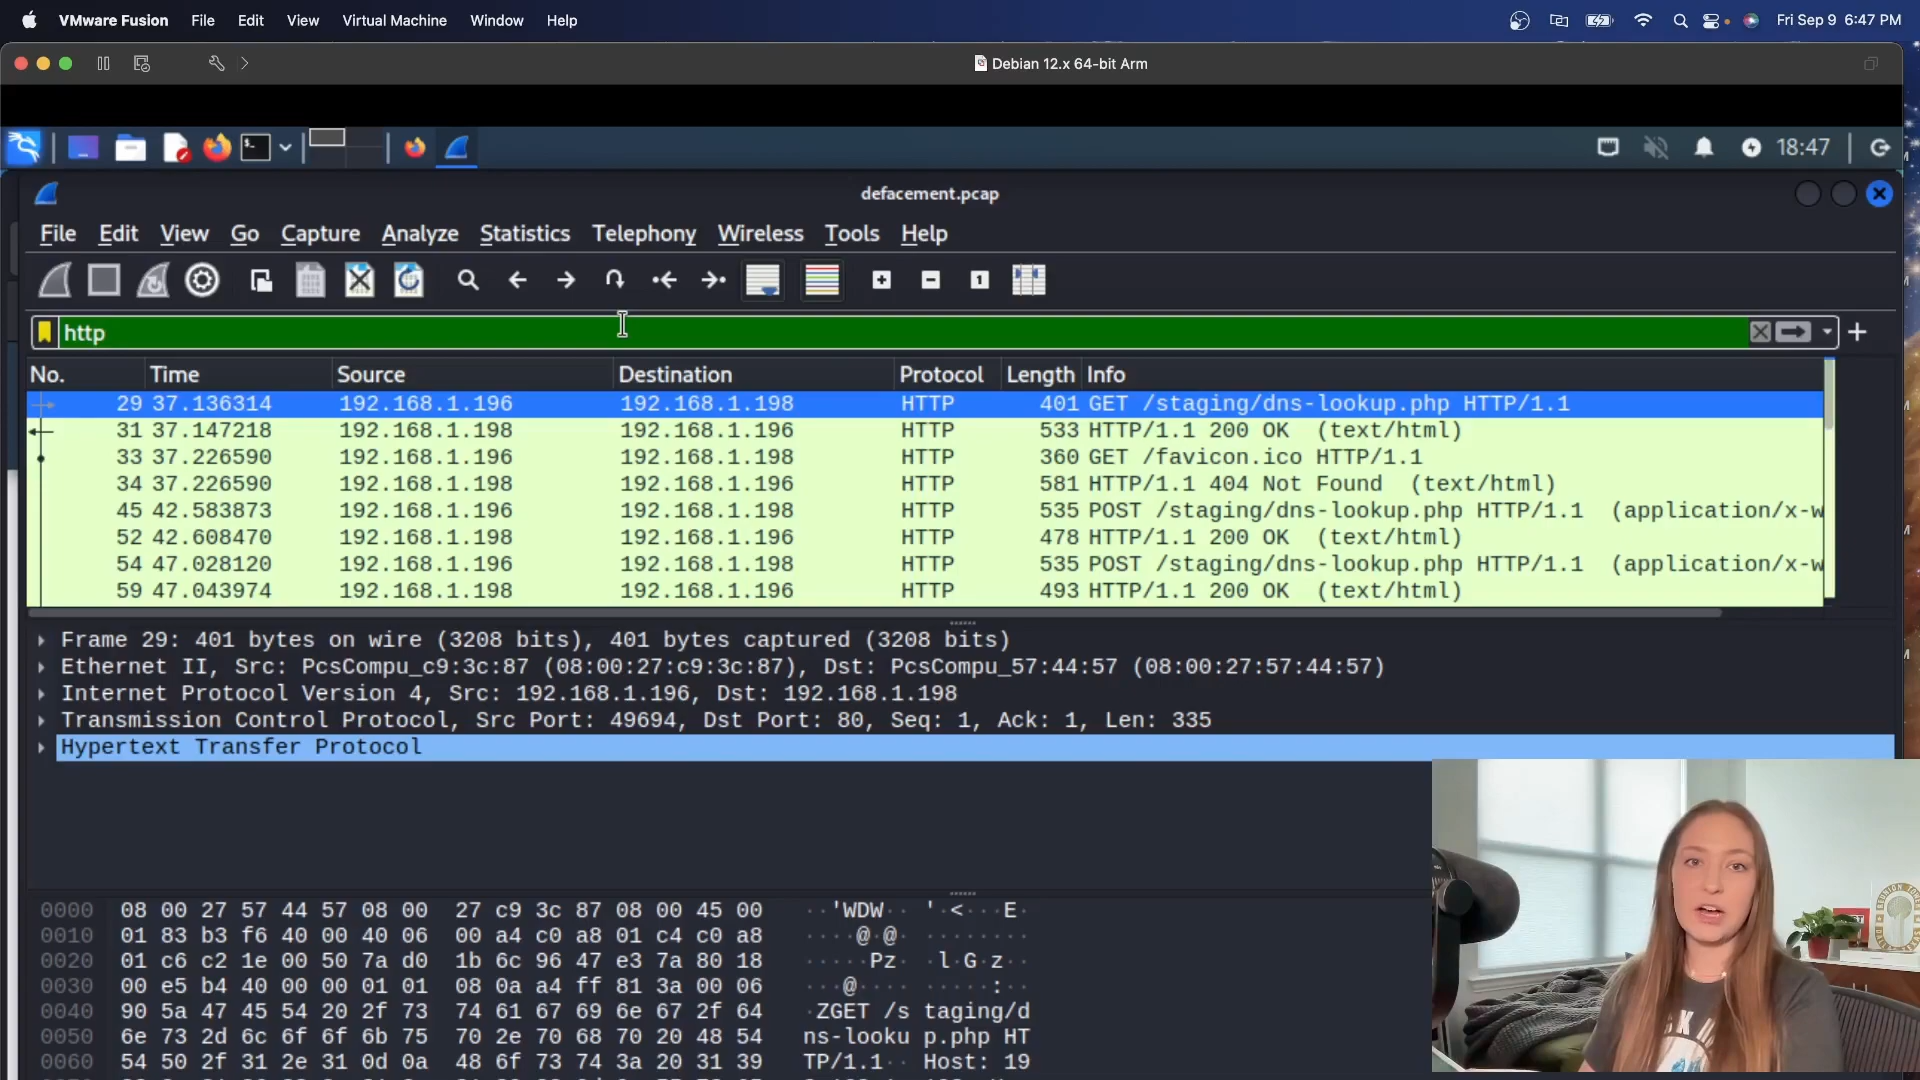 VMware Fusion File Edit View Virtual Machine Window Help Fri Sep 9 6:47 PM
Debian 12.x 64-bit Arm
18:47
defacement.pcap
File Edit View Go Capture Analyze Statistics Telephony Wireless Tools Help
http
No. Time Source Destination Protocol Length Info
29 37.136314 192.168.1.196 192.168.1.198 HTTP 401 GET /staging/dns-lookup.php HTTP/1.1
31 37.147218 192.168.1.198 192.168.1.196 HTTP 533 HTTP/1.1 200 OK (text/html)
33 37.226590 192.168.1.196 192.168.1.198 HTTP 360 GET /favicon.ico HTTP/1.1
34 37.226590 192.168.1.198 192.168.1.196 HTTP 581 HTTP/1.1 404 Not Found (text/html)
45 42.583873 192.168.1.196 192.168.1.198 HTTP 535 POST /staging/dns-lookup.php HTTP/1.1 (application/x-w
52 42.608470 192.168.1.198 192.168.1.196 HTTP 478 HTTP/1.1 200 OK (text/html)
54 47.028120 192.168.1.196 192.168.1.198 HTTP 535 POST /staging/dns-lookup.php HTTP/1.1 (application/x-w
59 47.043974 192.168.1.198 192.168.1.196 HTTP 493 HTTP/1.1 200 OK (text/html)
Frame 29: 401 bytes on wire (3208 bits), 401 bytes captured (3208 bits)
Ethernet II, Src: PcsCompu_c9:3c:87 (08:00:27:c9:3c:87), Dst: PcsCompu_57:44:57 (08:00:27:57:44:57)
Internet Protocol Version 4, Src: 192.168.1.196, Dst: 192.168.1.198
Transmission Control Protocol, Src Port: 49694, Dst Port: 80, Seq: 1, Ack: 1, Len: 335
Hypertext Transfer Protocol
0000 08 00 27 57 44 57 08 00 27 c9 3c 87 08 00 45 00 ··'WDW·· '·<···E·
0010 01 83 b3 f6 40 00 40 06 00 a4 c0 a8 01 c4 c0 a8 ····@·@· ········
0020 01 c6 c2 1e 00 50 7a d0 1b 6c 96 47 e3 7a 80 18 ·····Pz· ·l·G·z··
0030 00 e5 b4 40 00 00 01 01 08 0a a4 ff 81 3a 00 06 ···@···· ·····:··
0040 90 5a 47 45 54 20 2f 73 74 61 67 69 6e 67 2f 64 ·ZGET /s taging/d
0050 6e 73 2d 6c 6f 6f 6b 75 70 2e 70 68 70 20 48 54 ns-looku p.php HT
0060 54 50 2f 31 2e 31 0d 0a 48 6f 73 74 3a 20 31 39 TP/1.1·· Host: 19